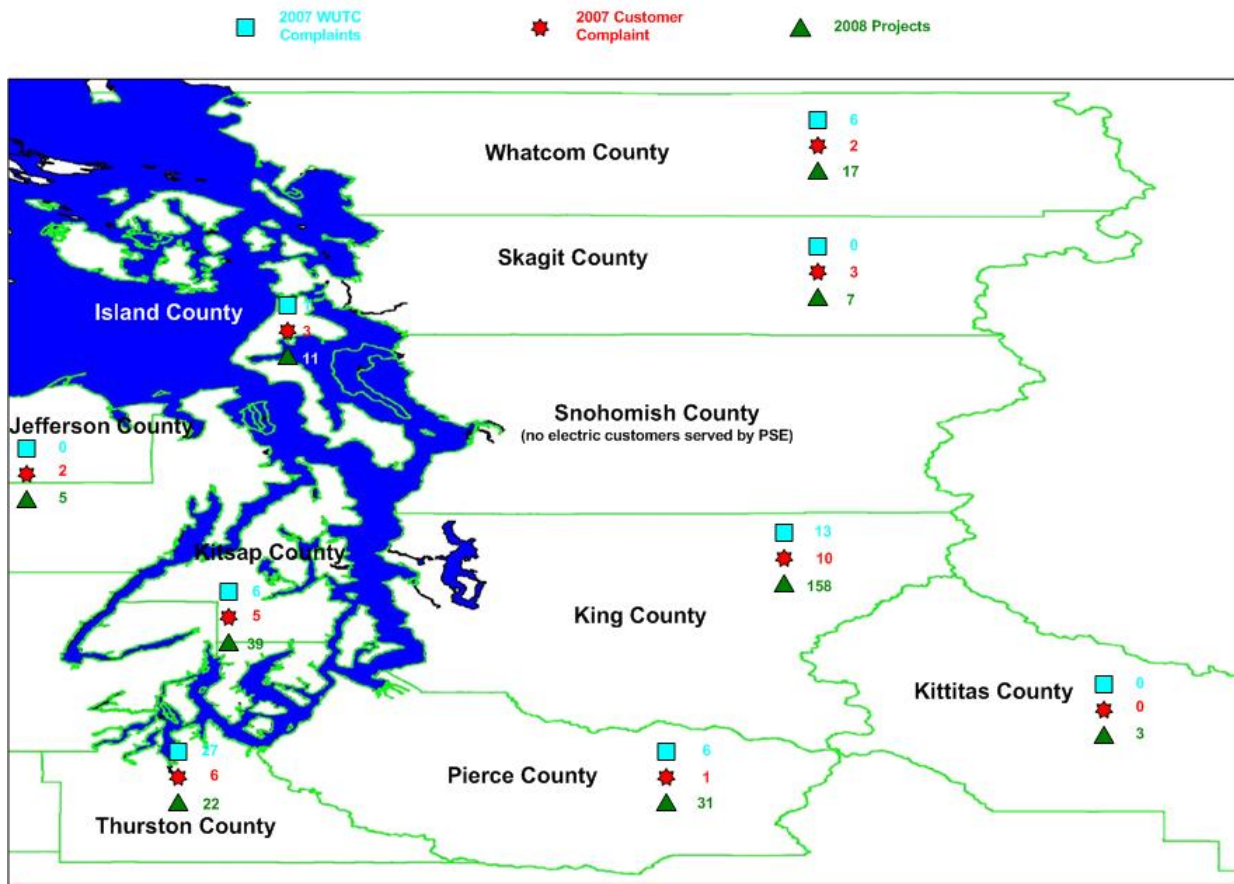 2007 WUTC
Complaints
2007 Customer
Complaint
2008 Projects
Whatcom County
6
2
17
Skagit County
0
3
7
Island County
3
11
Snohomish County
(no electric customers served by PSE)
Jefferson County
0
2
5
Kitsap County
6
5
39
King County
13
10
158
Kittitas County
0
0
3
Thurston County
27
6
22
Pierce County
6
1
31